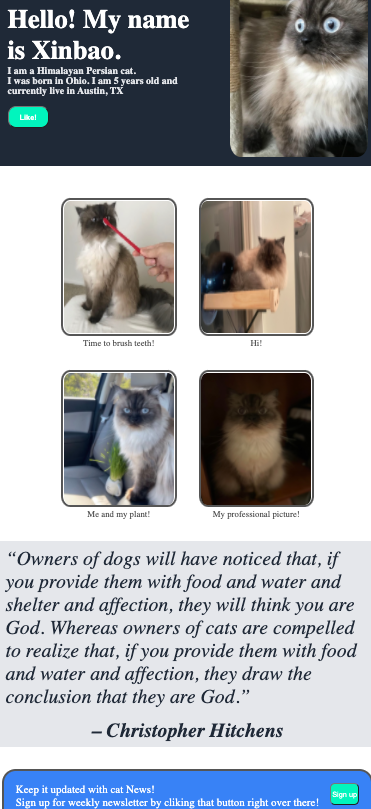 Hello! My name
is Xinbao.
I am a Himalayan Persian cat.
I was born in Ohio. I am 5 years old and
currently live in Austin, TX
Like!
Time to brush teeth!
Hi!
Me and my plant!
My professional picture!
“Owners of dogs will have noticed that, if
you provide them with food and water and
shelter and affection, they will think you are
God. Whereas owners of cats are compelled
to realize that, if you provide them with food
and water and affection, they draw the
conclusion that they are God.”
– Christopher Hitchens
Keep it updated with cat News!
Sign up for weekly newsletter by cliking that button right over there!
Sign up